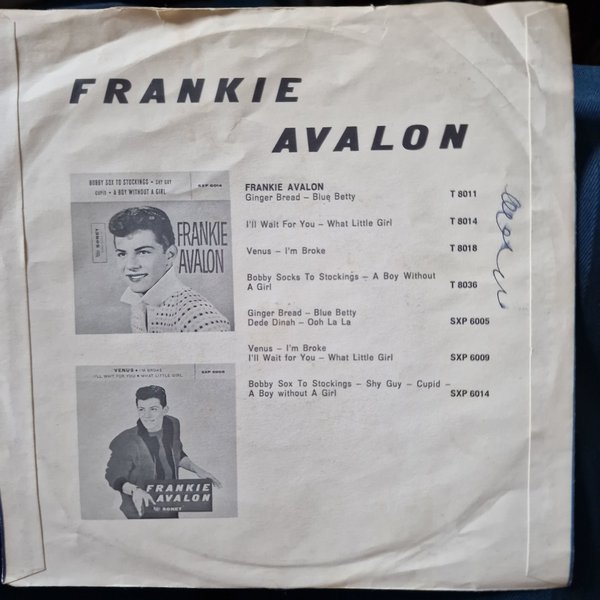 FRANKIE
AVALON
BOBBY SOX TO STOCKINGS • SHY GUY
CUPID • A BOY WITHOUT A GIRL
SXP 6014
SONET
FRANKIE
AVALON
FRANKIE AVALON
Ginger Bread – Blue Betty T 8011
I'll Wait For You – What Little Girl T 8014
Venus – I'm Broke T 8018
Bobby Socks To Stockings – A Boy Without
A Girl T 8036
Ginger Bread – Blue Betty
Dede Dinah – Ooh La La SXP 6005
Venus – I'm Broke
I'll Wait for You – What Little Girl SXP 6009
Bobby Sox To Stockings – Shy Guy – Cupid –
A Boy without A Girl SXP 6014
VENUS • I'M BROKE
I'LL WAIT FOR YOU • WHAT LITTLE GIRL
SXP 6009
FRANKIE
AVALON
SONET